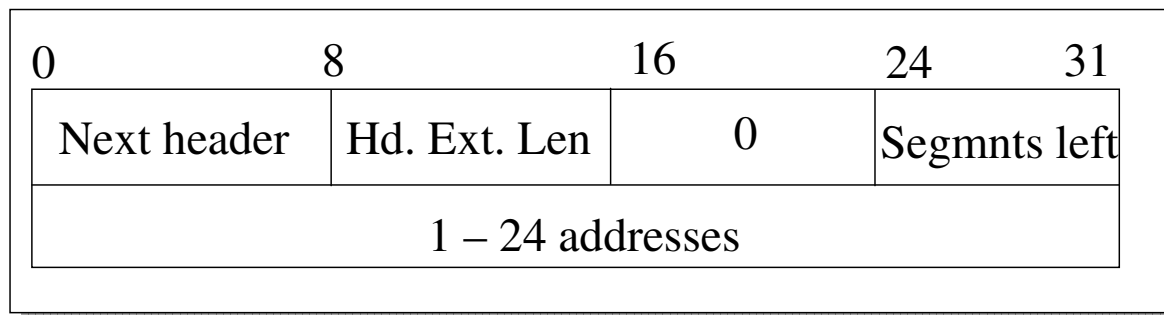 0 8 16 24 31
Next header Hd. Ext. Len 0 Segmnts left
1 – 24 addresses